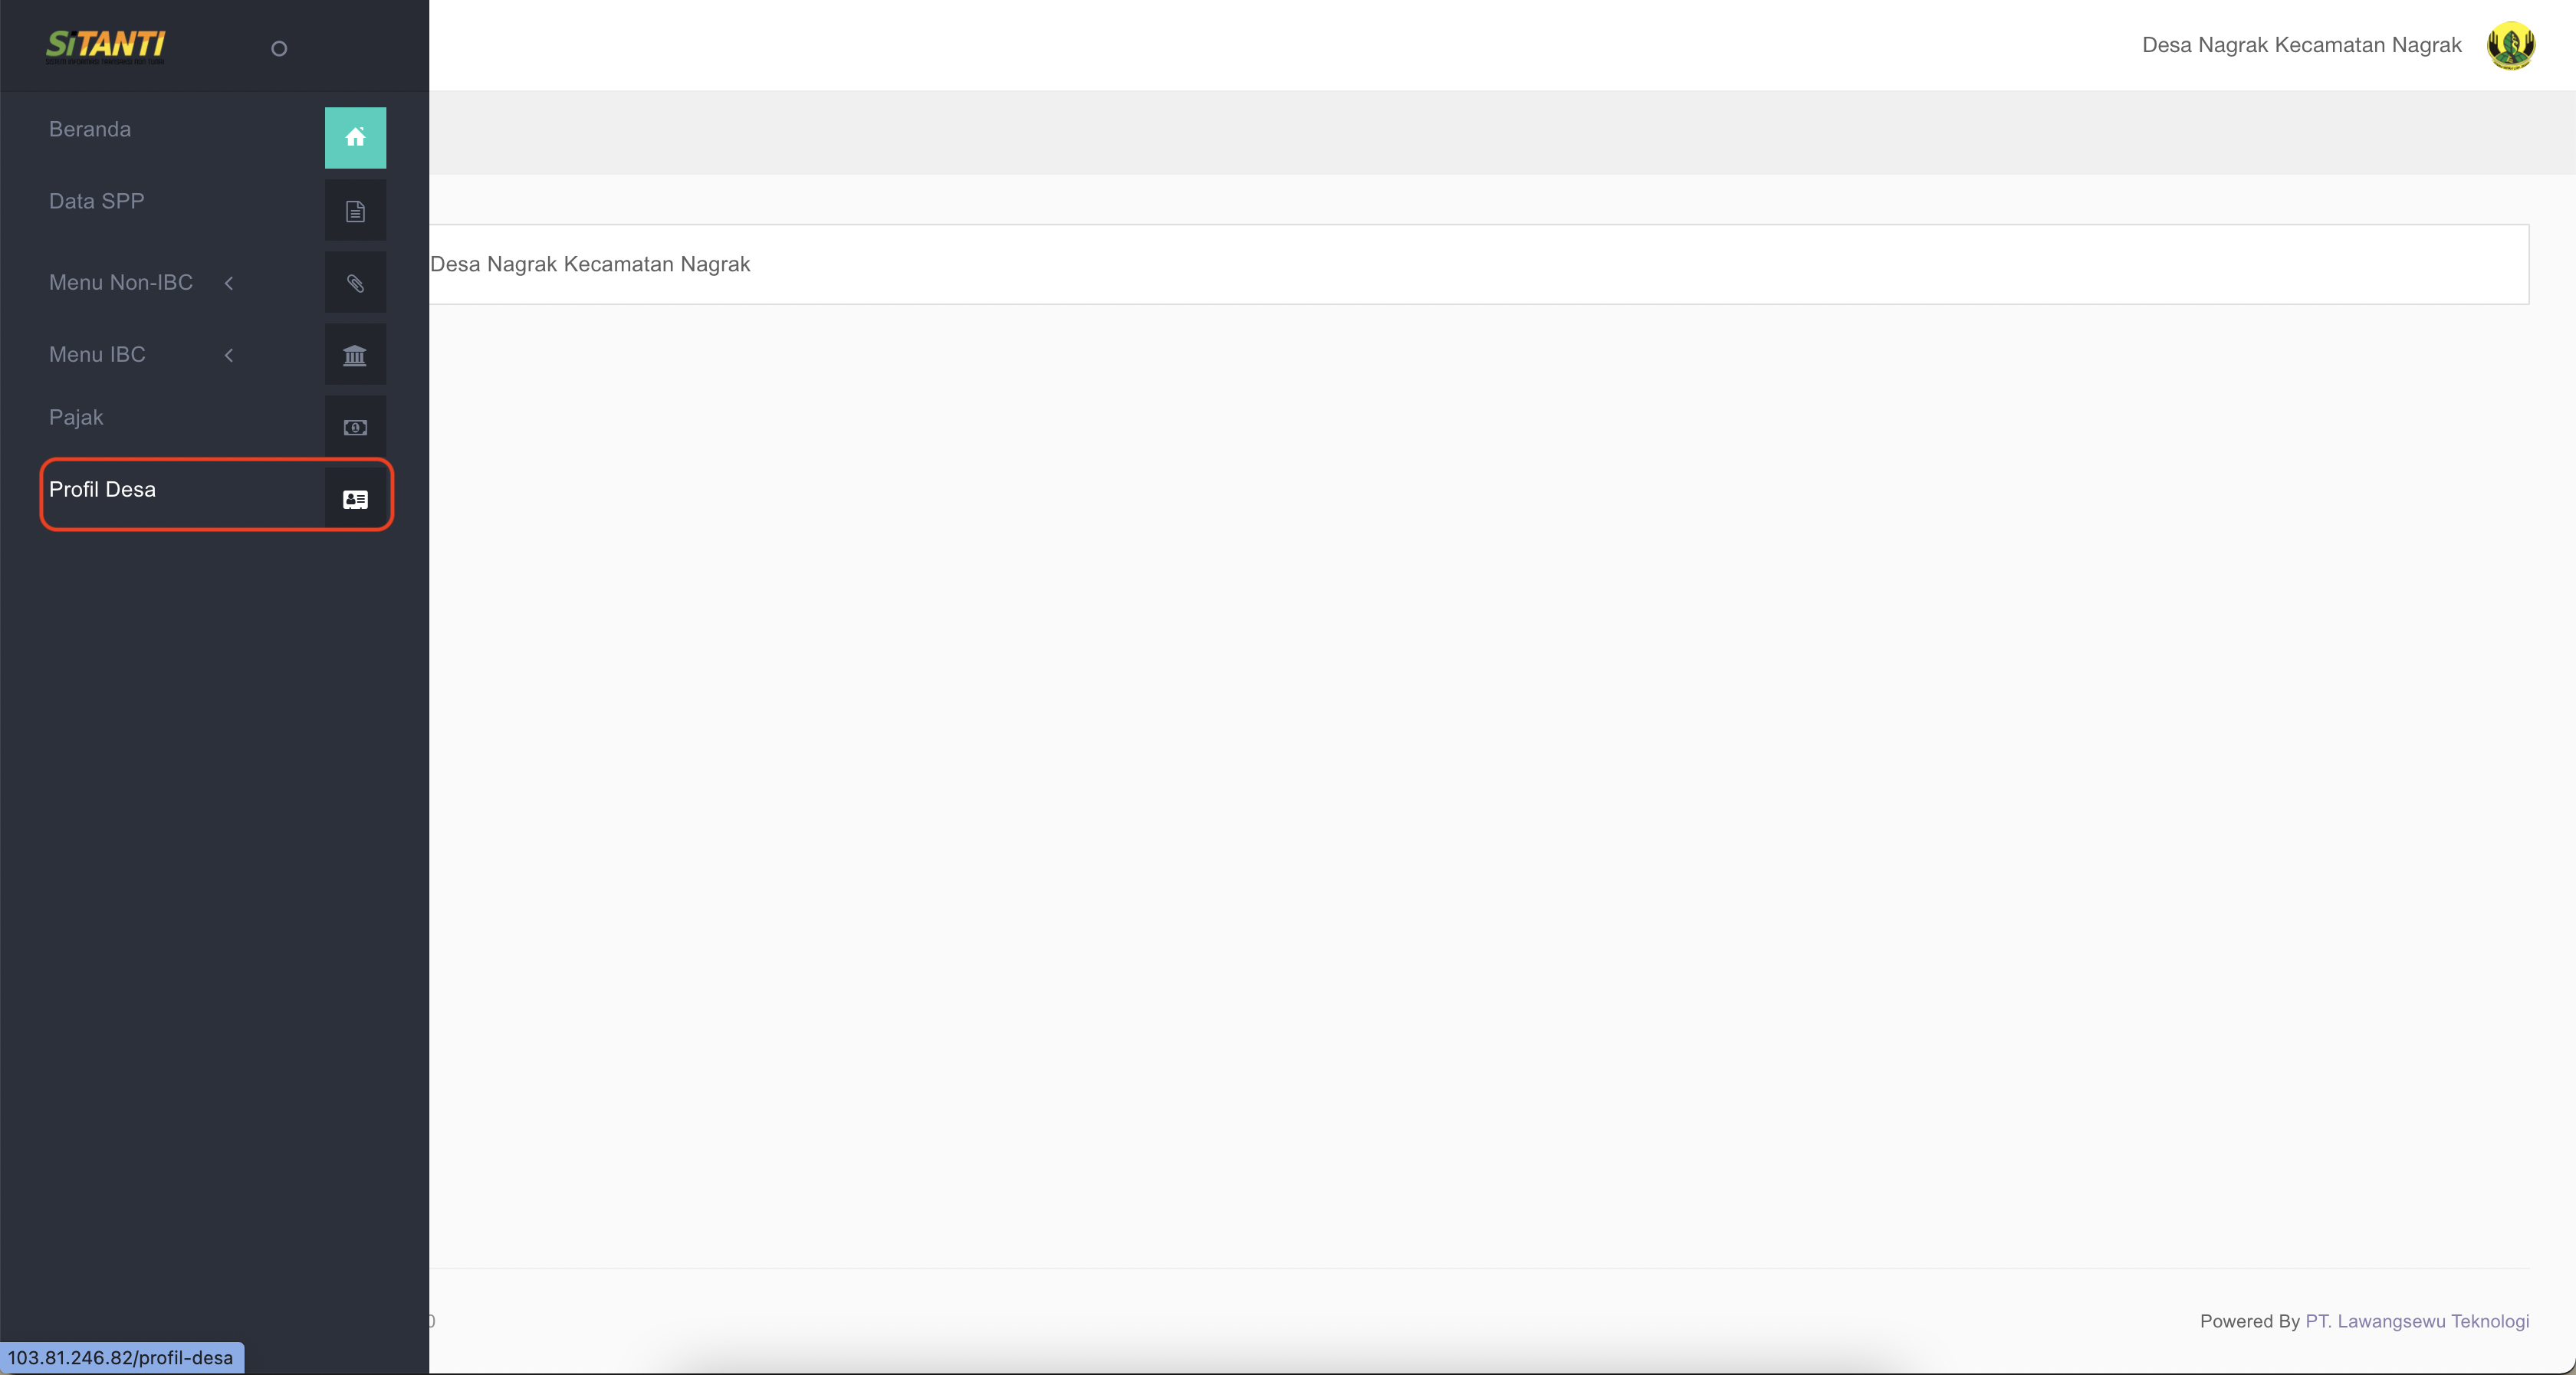 SiTANTI
Desa Nagrak Kecamatan Nagrak
Beranda
Data SPP
Menu Non-IBC
Menu IBC
Pajak
Profil Desa
Desa Nagrak Kecamatan Nagrak
Powered By PT. Lawangsewu Teknologi
103.81.246.82/profil-desa